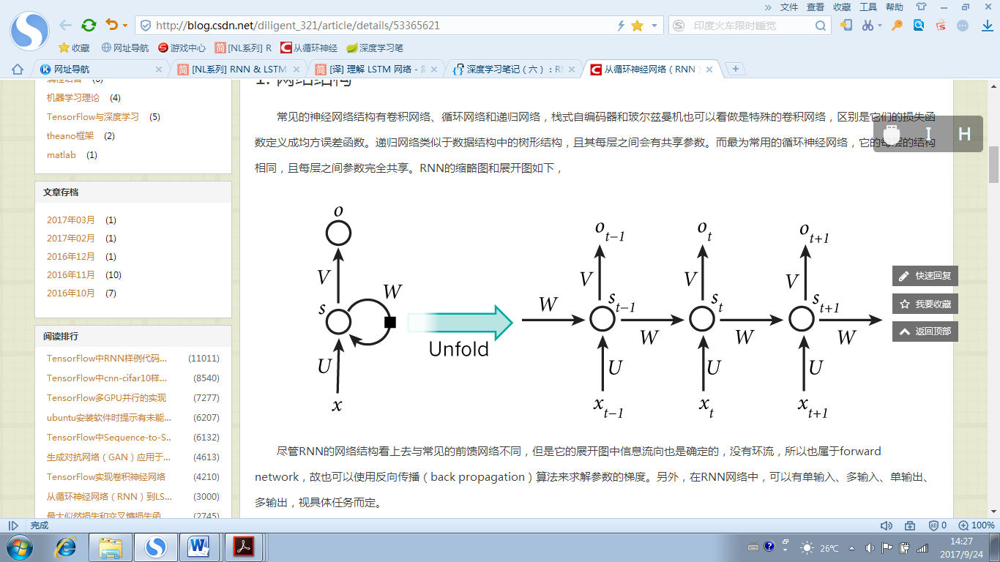 » 文件 查看 收藏 工具 帮助
http://blog.csdn.net/diligent_321/article/details/53365621
印度火车限时睡觉
收藏 网址导航 游戏中心 [NL系列] R 从循环神经 深度学习笔
网址导航 [NL系列] RNN & LSTM [译] 理解 LSTM 网络 - 深度学习笔记（六）：R 从循环神经网络（RNN）
(6)
机器学习理论 (4)
TensorFlow与深度学习 (5)
theano框架 (2)
matlab (1)
文章存档
2017年03月 (1)
2017年02月 (1)
2016年12月 (1)
2016年11月 (10)
2016年10月 (7)
阅读排行
TensorFlow中RNN样例代码... (11011)
TensorFlow中cnn-cifar10样... (8540)
TensorFlow多GPU并行的实现 (7277)
ubuntu安装软件时提示有未能... (6207)
TensorFlow中Sequence-to-S... (6132)
生成对抗网络（GAN）应用于... (4613)
TensorFlow实现卷积神经网络 (4210)
从循环神经网络（RNN）到LS... (3000)
最大似然损失和交叉熵损失函 (2745)
1. 网络结构
常见的神经网络结构有卷积网络、循环网络和递归网络，栈式自编码器和玻尔兹曼机也可以看做是特殊的卷积网络，区别是它们的损失函
数定义成均方误差函数。递归网络类似于数据结构中的树形结构，且其每层之间会有共享参数。而最为常用的循环神经网络，它的每层的结构
相同，且每层之间参数完全共享。RNN的缩略图和展开图如下，
I H
o
V
W
s
U
x
Unfold
o t−1 o t o t+1
V V V
W s t−1 s t s t+1
W W W
U U U
x t−1 x t x t+1
快速回复
我要收藏
返回顶部
尽管RNN的网络结构看上去与常见的前馈网络不同，但是它的展开图中信息流向也是确定的，没有环流，所以也属于forward
network，故也可以使用反向传播（back propagation）算法来求解参数的梯度。另外，在RNN网络中，可以有单输入、多输入、单输出、
多输出，视具体任务而定。
完成 0 100%
26℃ 14:27
2017/9/24